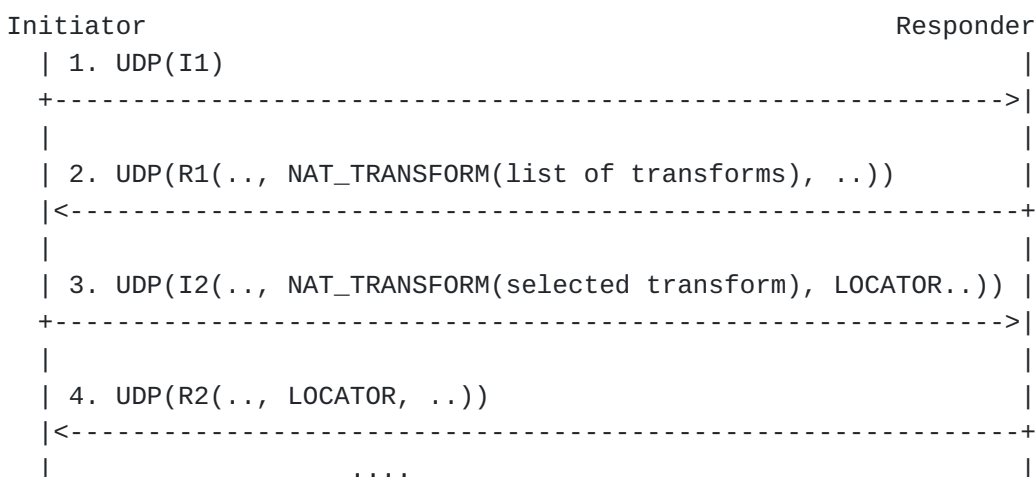 Initiator                                                Responder
  | 1. UDP(I1)                                                   |
  +------------------------------------------------------------->|
  |                                                              |
  | 2. UDP(R1(.., NAT_TRANSFORM(list of transforms), ..))        |
  |<-------------------------------------------------------------+
  |                                                              |
  | 3. UDP(I2(.., NAT_TRANSFORM(selected transform), LOCATOR..)) |
  +------------------------------------------------------------->|
  |                                                              |
  | 4. UDP(R2(.., LOCATOR, ..))                                  |
  |<-------------------------------------------------------------+
  |                   ....                                       |